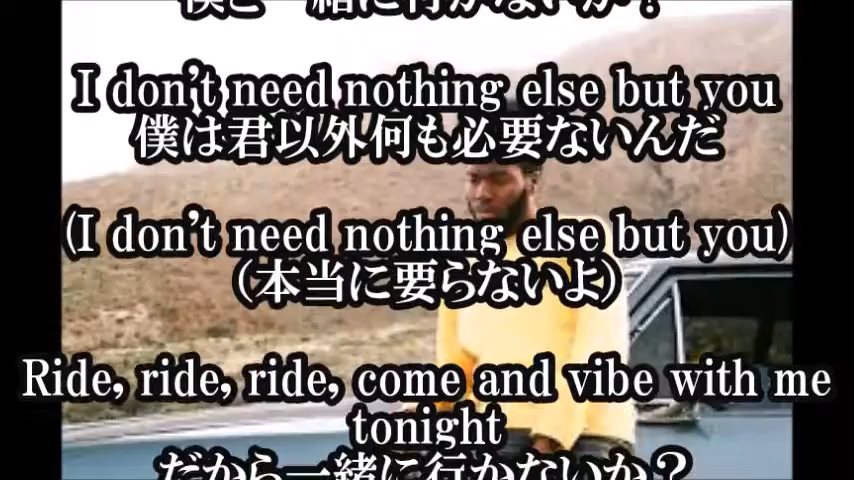 僕と一緒に行かないか？
I don't need nothing else but you
僕は君以外何も必要ないんだ
(I don't need nothing else but you)
（本当に要らないよ）
Ride, ride, ride, come and vibe with me
tonight
だから一緒に行かないか？